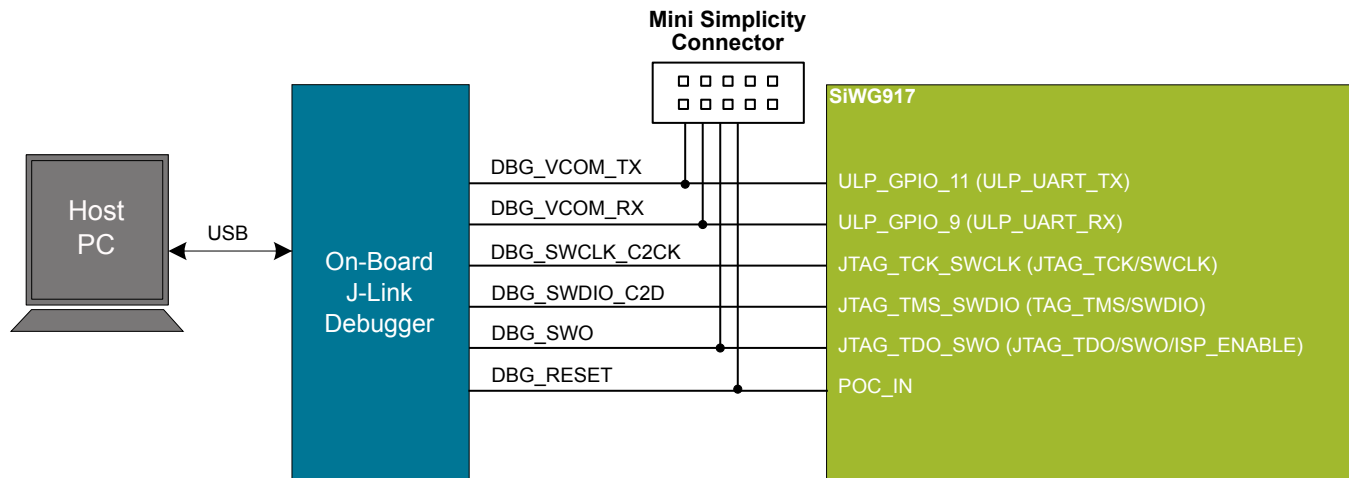 Mini Simplicity
Connector
SiWG917
Host
PC
USB
On-Board
J-Link
Debugger
DBG_VCOM_TX
ULP_GPIO_11 (ULP_UART_TX)
DBG_VCOM_RX
ULP_GPIO_9 (ULP_UART_RX)
DBG_SWCLK_C2CK
JTAG_TCK_SWCLK (JTAG_TCK/SWCLK)
DBG_SWDIO_C2D
JTAG_TMS_SWDIO (TAG_TMS/SWDIO)
DBG_SWO
JTAG_TDO_SWO (JTAG_TDO/SWO/ISP_ENABLE)
DBG_RESET
POC_IN